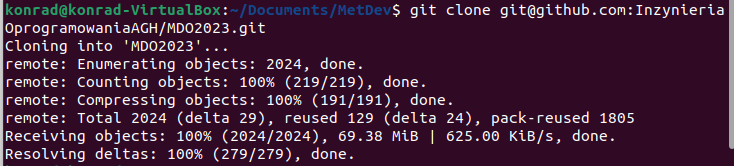 konrad@konrad-VirtualBox:~/Documents/MetDev$ git clone git@github.com:Inzynieria
OprogramowaniaAGH/MDO2023.git
Cloning into 'MDO2023'...
remote: Enumerating objects: 2024, done.
remote: Counting objects: 100% (219/219), done.
remote: Compressing objects: 100% (191/191), done.
remote: Total 2024 (delta 29), reused 129 (delta 24), pack-reused 1805
Receiving objects: 100% (2024/2024), 69.38 MiB | 625.00 KiB/s, done.
Resolving deltas: 100% (279/279), done.